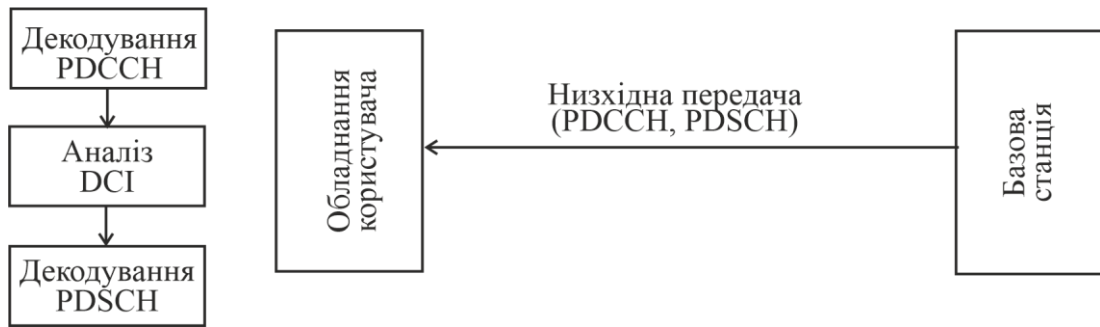 Декодування
PDCCH
Аналіз
DCI
Декодування
PDSCH
Обладнання
користувача
Низхідна передача
(PDCCH, PDSCH)
Базова
станція